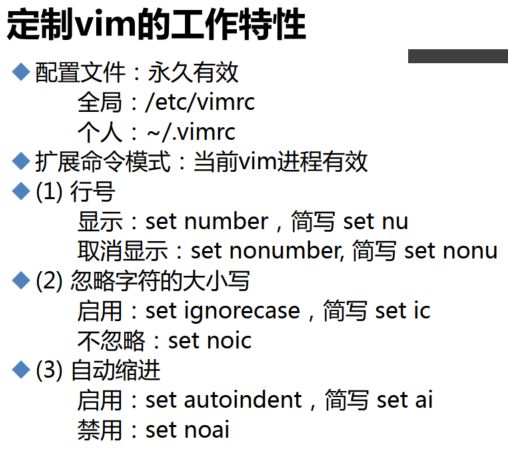 定制vim的工作特性
配置文件：永久有效
全局：/etc/vimrc
个人：~/.vimrc
扩展命令模式：当前vim进程有效
(1) 行号
显示：set number，简写 set nu
取消显示：set nonumber, 简写 set nonu
(2) 忽略字符的大小写
启用：set ignorecase，简写 set ic
不忽略：set noic
(3) 自动缩进
启用：set autoindent，简写 set ai
禁用：set noai